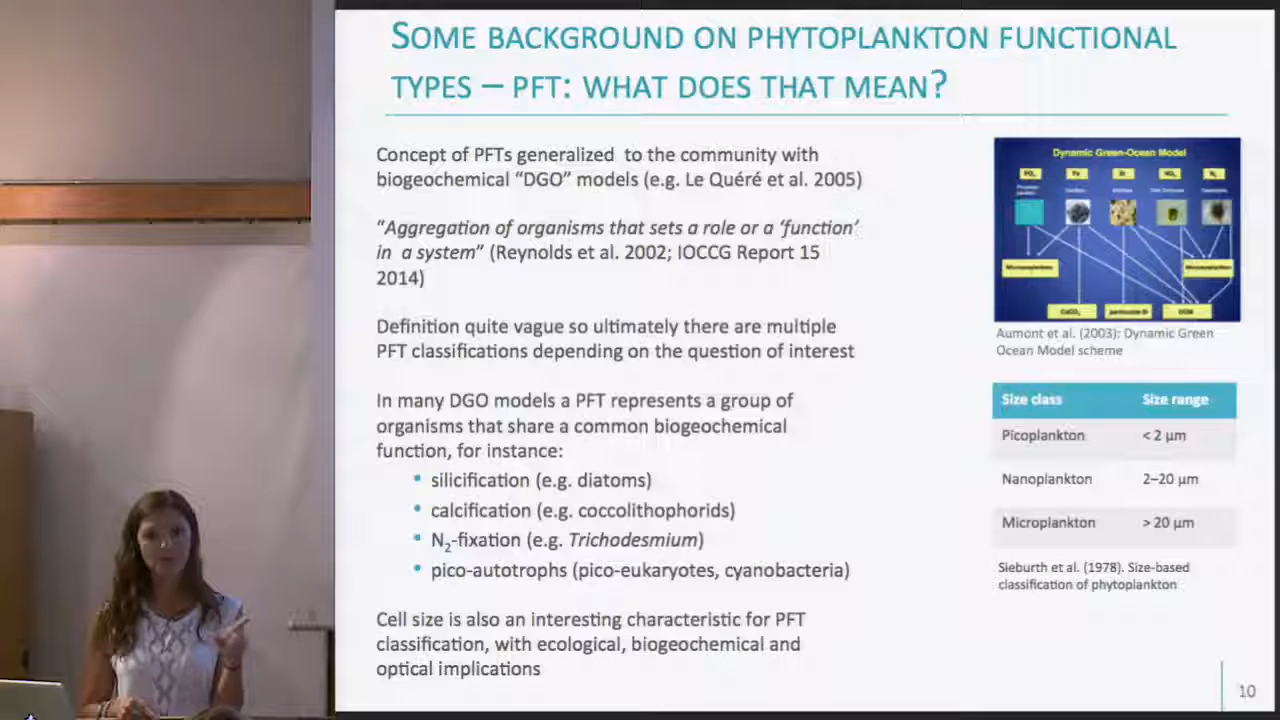 SOME BACKGROUND ON PHYTOPLANKTON FUNCTIONAL
TYPES – PFT: WHAT DOES THAT MEAN?
Concept of PFTs generalized to the community with
biogeochemical “DGO” models (e.g. Le Quéré et al. 2005)
“Aggregation of organisms that sets a role or a ‘function’
in a system” (Reynolds et al. 2002; IOCCG Report 15
2014)
Definition quite vague so ultimately there are multiple
PFT classifications depending on the question of interest
In many DGO models a PFT represents a group of
organisms that share a common biogeochemical
function, for instance:
• silicification (e.g. diatoms)
• calcification (e.g. coccolithophorids)
• N₂-fixation (e.g. Trichodesmium)
• pico-autotrophs (pico-eukaryotes, cyanobacteria)
Cell size is also an interesting characteristic for PFT
classification, with ecological, biogeochemical and
optical implications
Dynamic Green-Ocean Model
PO₄ Fe Si NO₃ N₂
CaCO₃ DOM
Aumont et al. (2003): Dynamic Green
Ocean Model scheme
Size class Size range
Picoplankton < 2 µm
Nanoplankton 2–20 µm
Microplankton > 20 µm
Sieburth et al. (1978). Size-based
classification of phytoplankton
10